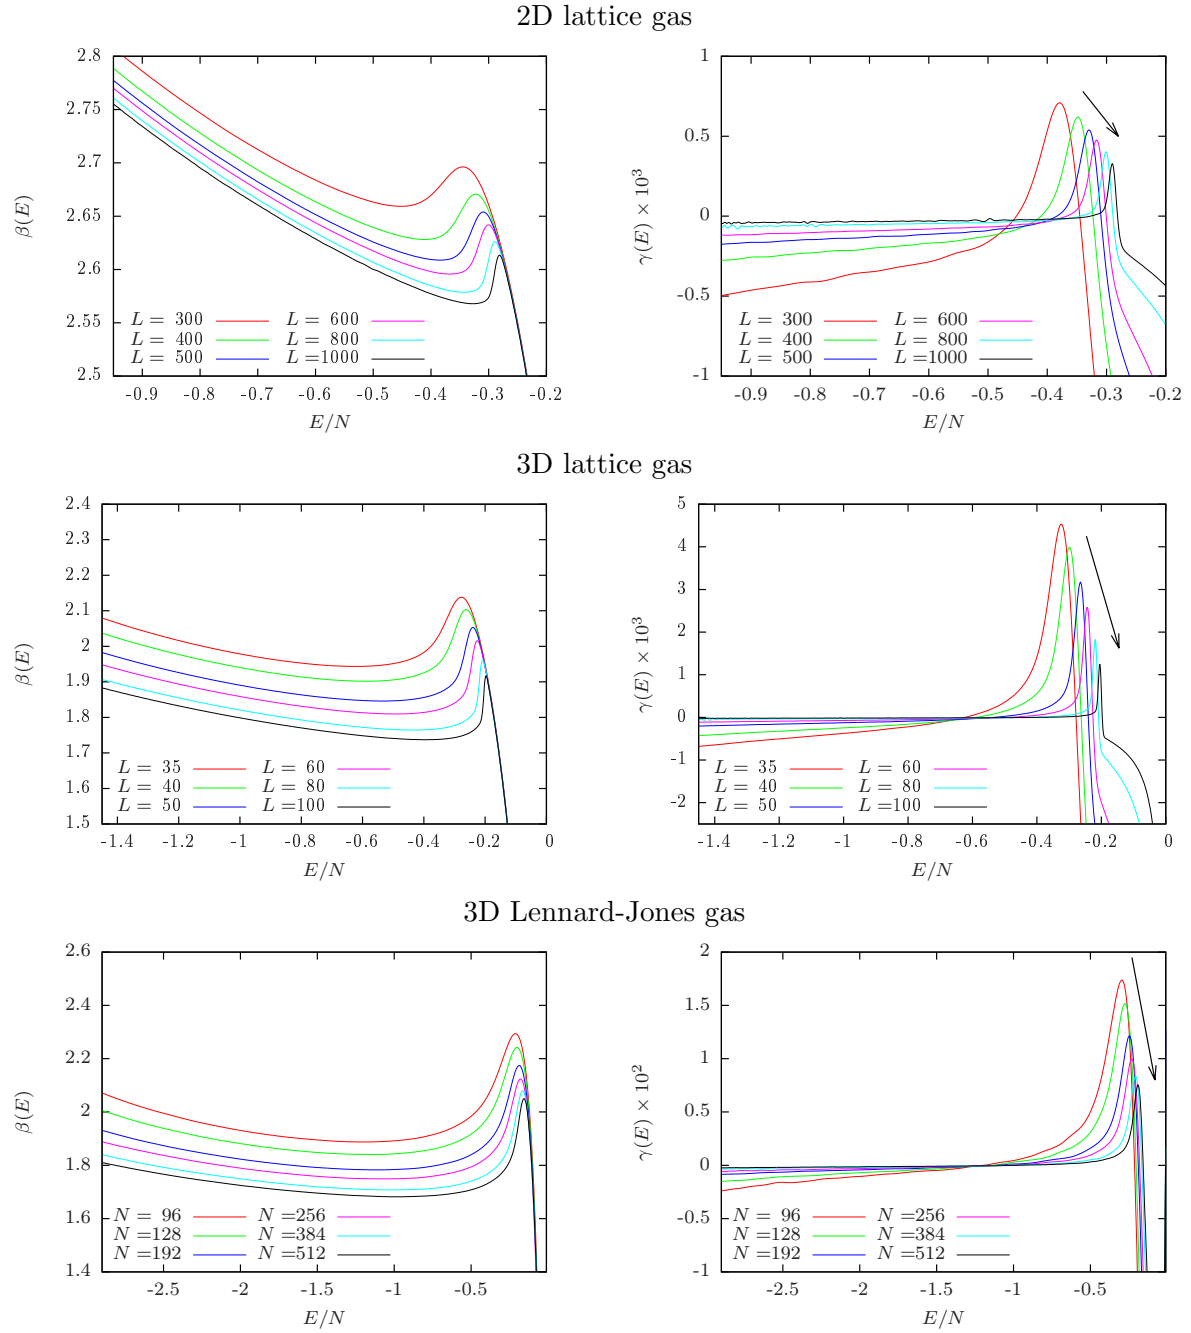 2D lattice gas
β(E)
2.8
2.75
2.7
2.65
2.6
2.55
2.5
L = 300
L = 400
L = 500
L = 600
L = 800
L =1000
-0.9 -0.8 -0.7 -0.6 -0.5 -0.4 -0.3 -0.2
E/N
γ(E) × 10³
1
0.5
0
-0.5
-1
L = 300
L = 400
L = 500
L = 600
L = 800
L =1000
-0.9 -0.8 -0.7 -0.6 -0.5 -0.4 -0.3 -0.2
E/N
3D lattice gas
β(E)
2.4
2.3
2.2
2.1
2
1.9
1.8
1.7
1.6
1.5
L = 35
L = 40
L = 50
L = 60
L = 80
L =100
-1.4 -1.2 -1 -0.8 -0.6 -0.4 -0.2 0
E/N
γ(E) × 10³
5
4
3
2
1
0
-1
-2
L = 35
L = 40
L = 50
L = 60
L = 80
L =100
-1.4 -1.2 -1 -0.8 -0.6 -0.4 -0.2 0
E/N
3D Lennard-Jones gas
β(E)
2.6
2.4
2.2
2
1.8
1.6
1.4
N = 96
N =128
N =192
N =256
N =384
N =512
-2.5 -2 -1.5 -1 -0.5
E/N
γ(E) × 10²
2
1.5
1
0.5
0
-0.5
-1
N = 96
N =128
N =192
N =256
N =384
N =512
-2.5 -2 -1.5 -1 -0.5
E/N